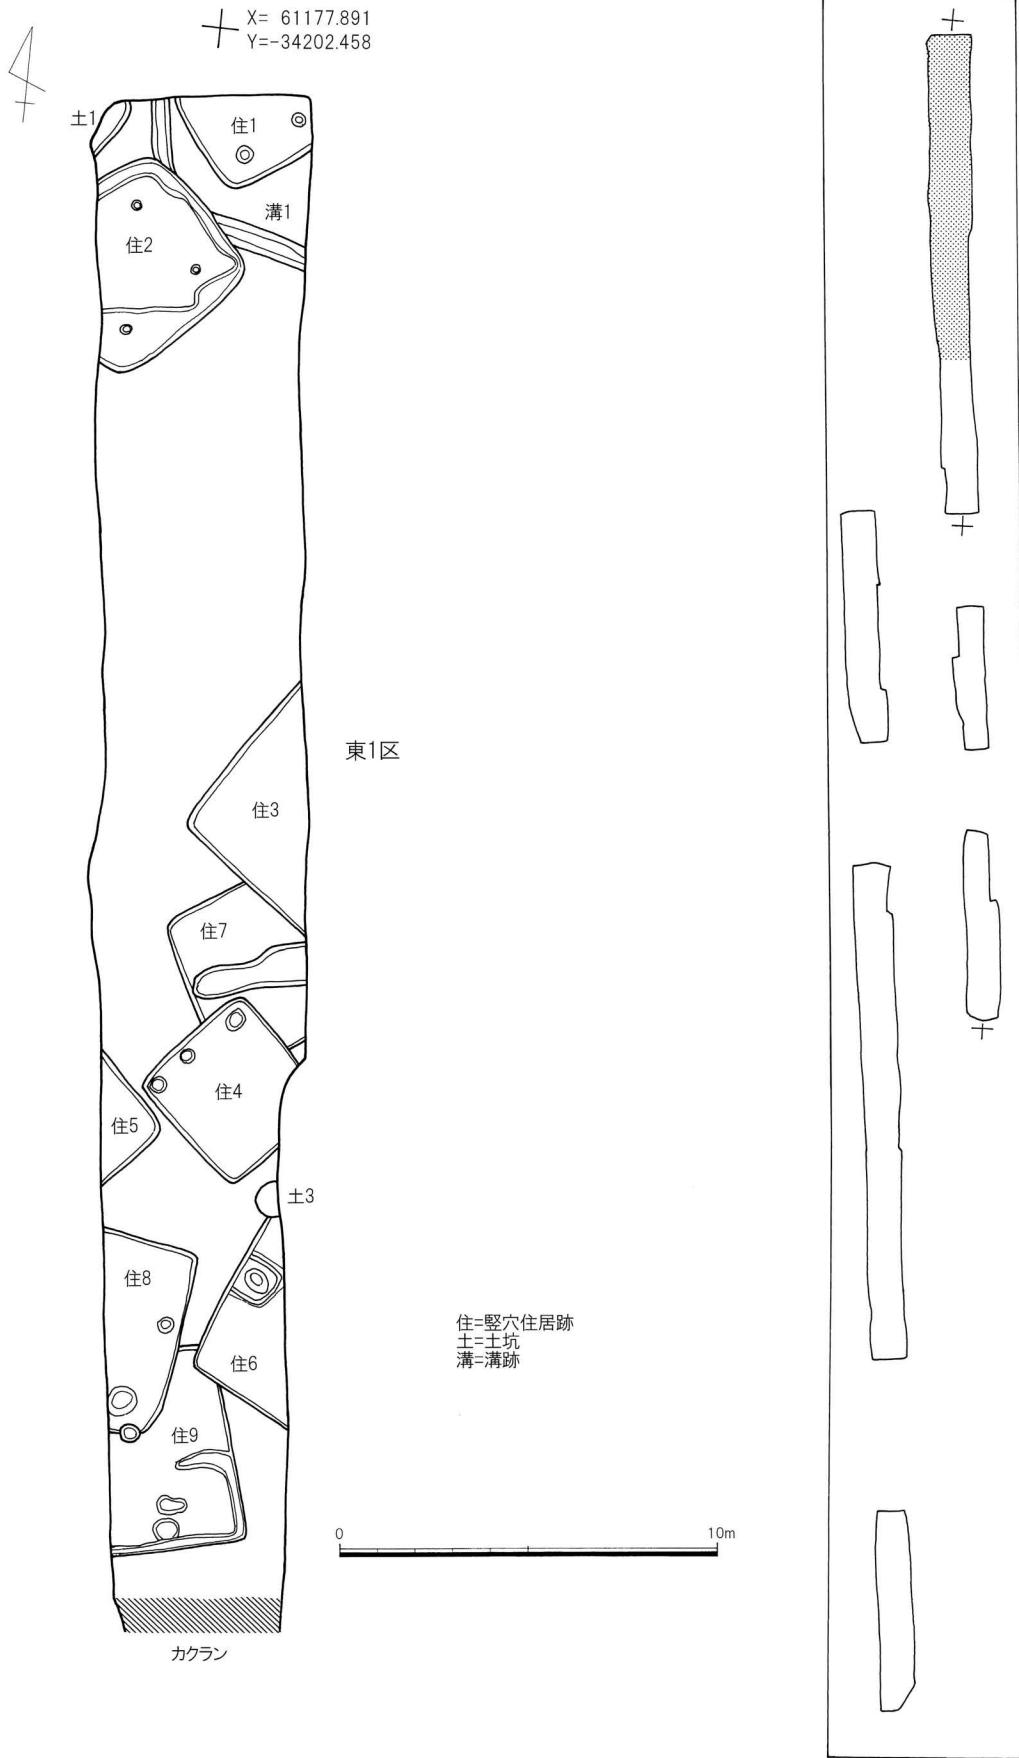 X= 61177.891
Y=-34202.458
土1
住1
溝1
住2
東1区
住3
住7
住4
住5
土3
住8
住6
住9
住=竪穴住居跡
土=土坑
溝=溝跡
0
10m
カクラン